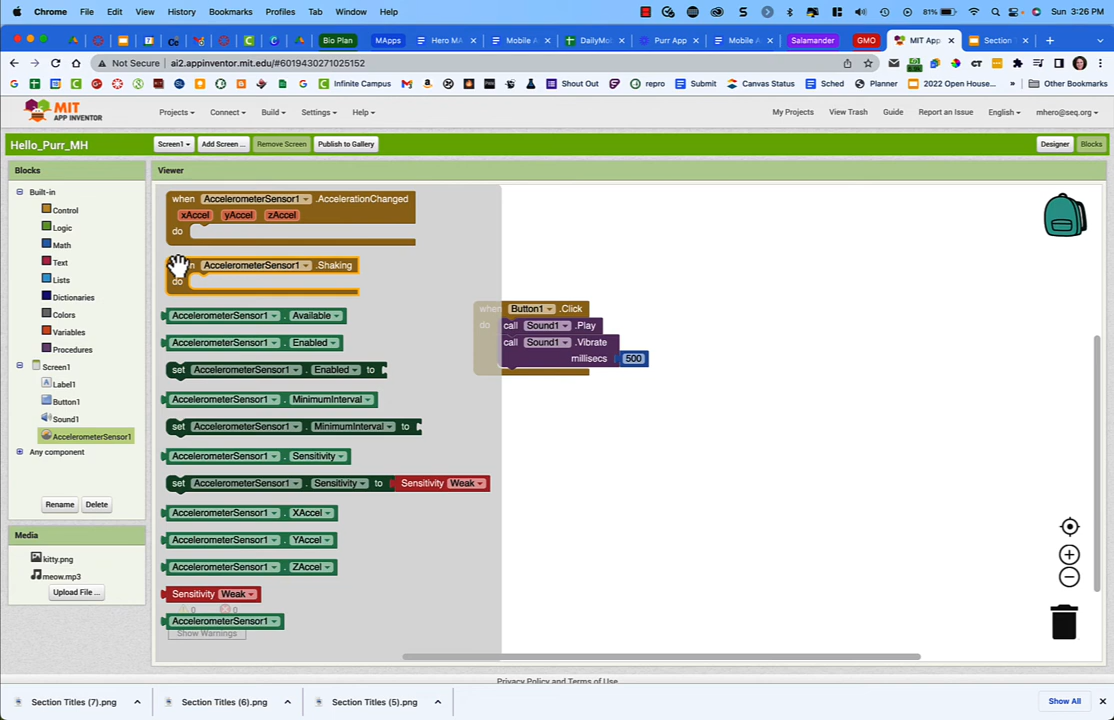 Chrome File Edit View History Bookmarks Profiles Tab Window Help 81% Sun 3:26 PM
Bio Plan MApps Hero MA Mobile A DailyMo Purr App Mobile A Salamander GMO MIT App Section
Not Secure ai2.appinventor.mit.edu/#6019430271025152
Infinite Campus Shout Out repro Submit Canvas Status Sched Planner 2022 Open House... Other Bookmarks
MIT
APP INVENTOR
Projects Connect Build Settings Help My Projects View Trash Guide Report an Issue English mhero@seq.org
Hello_Purr_MH Screen1 Add Screen ... Remove Screen Publish to Gallery Designer Blocks
Blocks
Viewer
Built-in
Control
Logic
Math
Text
Lists
Dictionaries
Colors
Variables
Procedures
Screen1
Label1
Button1
Sound1
AccelerometerSensor1
Any component
Rename Delete
Media
kitty.png
meow.mp3
Upload File ...
when AccelerometerSensor1 .AccelerationChanged
xAccel yAccel zAccel
do
AccelerometerSensor1 .Shaking
do
AccelerometerSensor1 . Available
AccelerometerSensor1 . Enabled
set AccelerometerSensor1 . Enabled to
AccelerometerSensor1 . MinimumInterval
set AccelerometerSensor1 . MinimumInterval to
AccelerometerSensor1 . Sensitivity
set AccelerometerSensor1 . Sensitivity to Sensitivity Weak
AccelerometerSensor1 . XAccel
AccelerometerSensor1 . YAccel
AccelerometerSensor1 . ZAccel
Sensitivity Weak
0 0
AccelerometerSensor1
Show Warnings
when Button1 .Click
do call Sound1 .Play
call Sound1 .Vibrate
millisecs 500
Privacy Policy and Terms of Use
Section Titles (7).png Section Titles (6).png Section Titles (5).png Show All